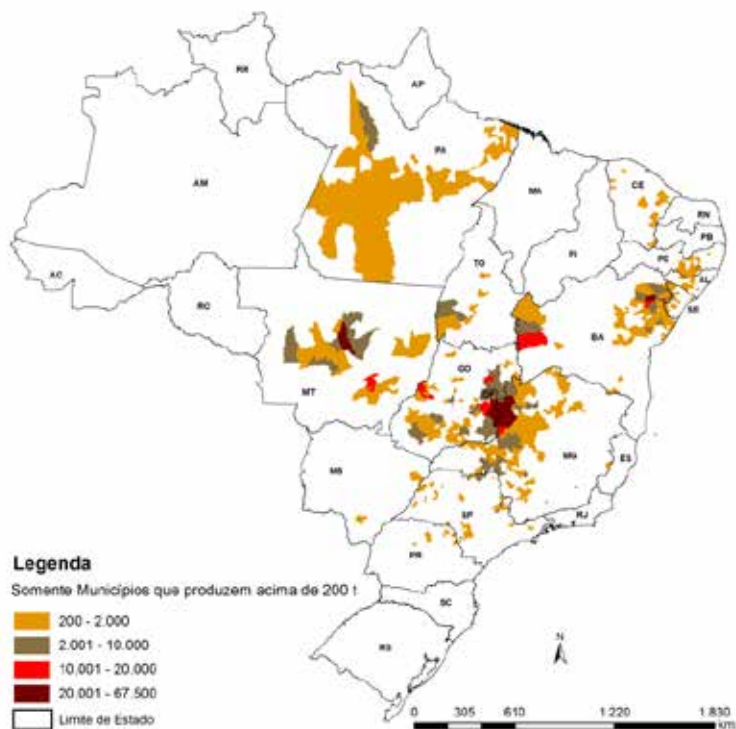 RR
AP
AM
PA
MA
CE
RN
PB
PE
AL
SE
PI
TO
AC
RO
BA
MT
GO
DF
MG
ES
MS
SP
RJ
PR
SC
RS
Legenda
Somente Municípios que produzem acima de 200 t
200 - 2.000
2.001 - 10.000
10.001 - 20.000
20.001 - 67.500
Limite de Estado
N
0 305 610 1.220 1.830
km